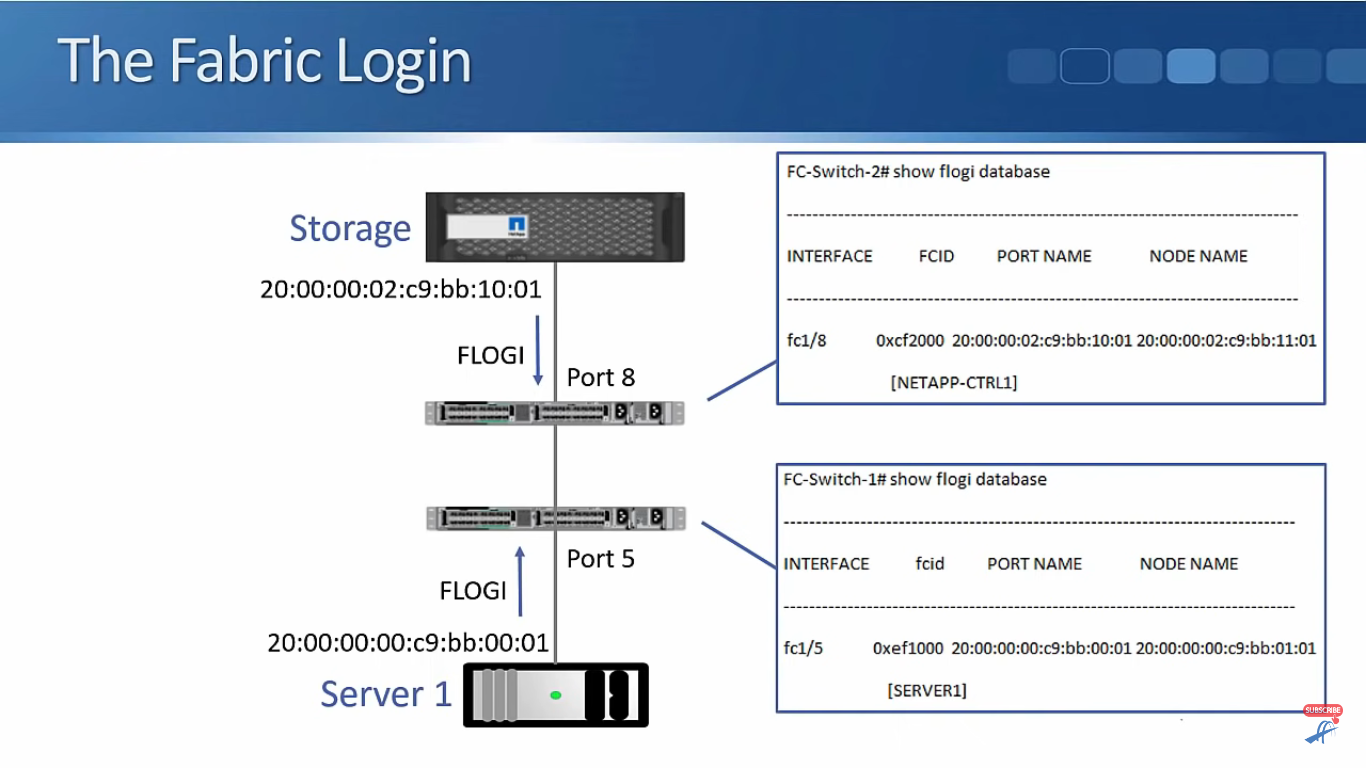 The Fabric Login
Storage
20:00:00:02:c9:bb:10:01
FLOGI
Port 8
Port 5
FLOGI
20:00:00:00:c9:bb:00:01
Server 1
FC-Switch-2# show flogi database
--------------------------------------------------------------------------------
INTERFACE FCID PORT NAME NODE NAME
--------------------------------------------------------------------------------
fc1/8 0xcf2000 20:00:00:02:c9:bb:10:01 20:00:00:02:c9:bb:11:01
[NETAPP-CTRL1]
FC-Switch-1# show flogi database
--------------------------------------------------------------------------------
INTERFACE fcid PORT NAME NODE NAME
--------------------------------------------------------------------------------
fc1/5 0xef1000 20:00:00:00:c9:bb:00:01 20:00:00:00:c9:bb:01:01
[SERVER1]
SUBSCRIBE